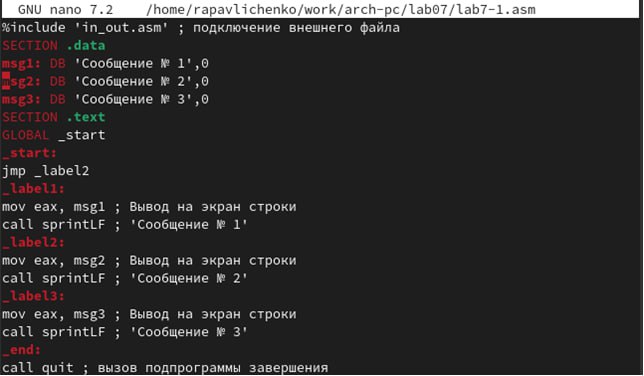 GNU nano 7.2 /home/rapavlichenko/work/arch-pc/lab07/lab7-1.asm
%include 'in_out.asm' ; подключение внешнего файла
SECTION .data
msg1: DB 'Сообщение № 1',0
msg2: DB 'Сообщение № 2',0
msg3: DB 'Сообщение № 3',0
SECTION .text
GLOBAL _start
_start:
jmp _label2
_label1:
mov eax, msg1 ; Вывод на экран строки
call sprintLF ; 'Сообщение № 1'
_label2:
mov eax, msg2 ; Вывод на экран строки
call sprintLF ; 'Сообщение № 2'
_label3:
mov eax, msg3 ; Вывод на экран строки
call sprintLF ; 'Сообщение № 3'
_end:
call quit ; вызов подпрограммы завершения